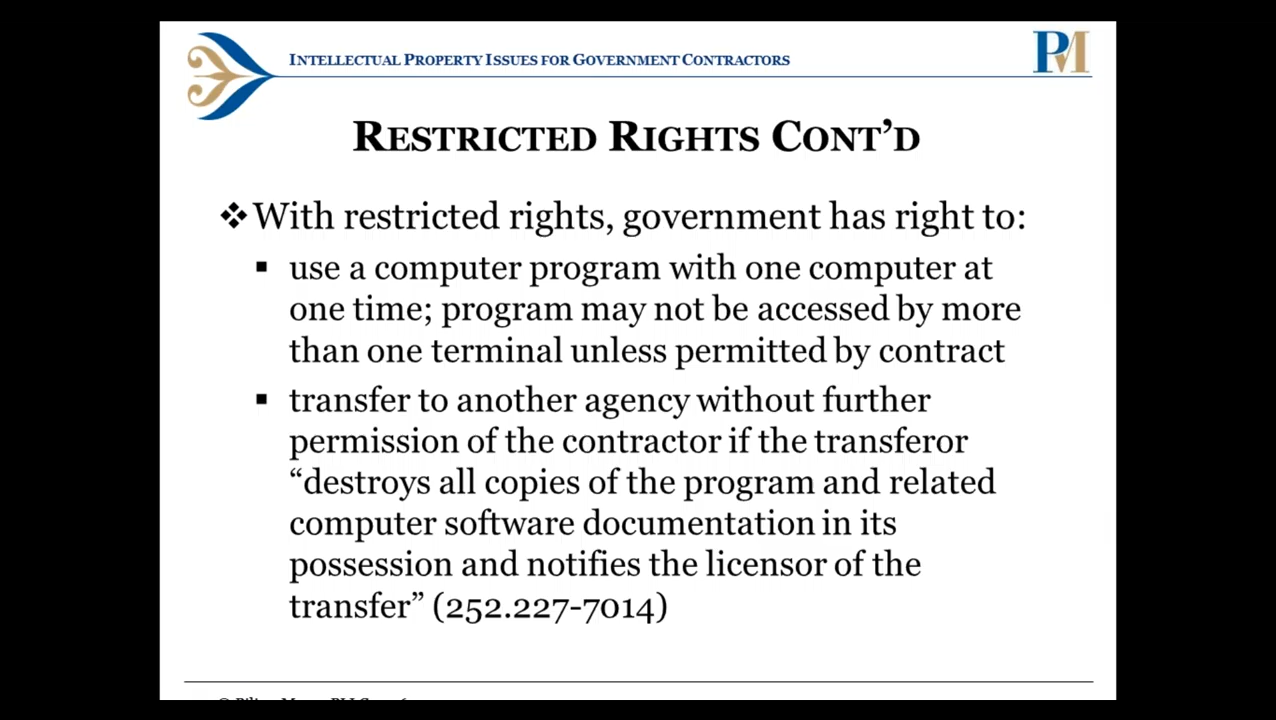 INTELLECTUAL PROPERTY ISSUES FOR GOVERNMENT CONTRACTORS
PM
RESTRICTED RIGHTS CONT’D
❖With restricted rights, government has right to:
▪ use a computer program with one computer at
one time; program may not be accessed by more
than one terminal unless permitted by contract
▪ transfer to another agency without further
permission of the contractor if the transferor
“destroys all copies of the program and related
computer software documentation in its
possession and notifies the licensor of the
transfer” (252.227-7014)